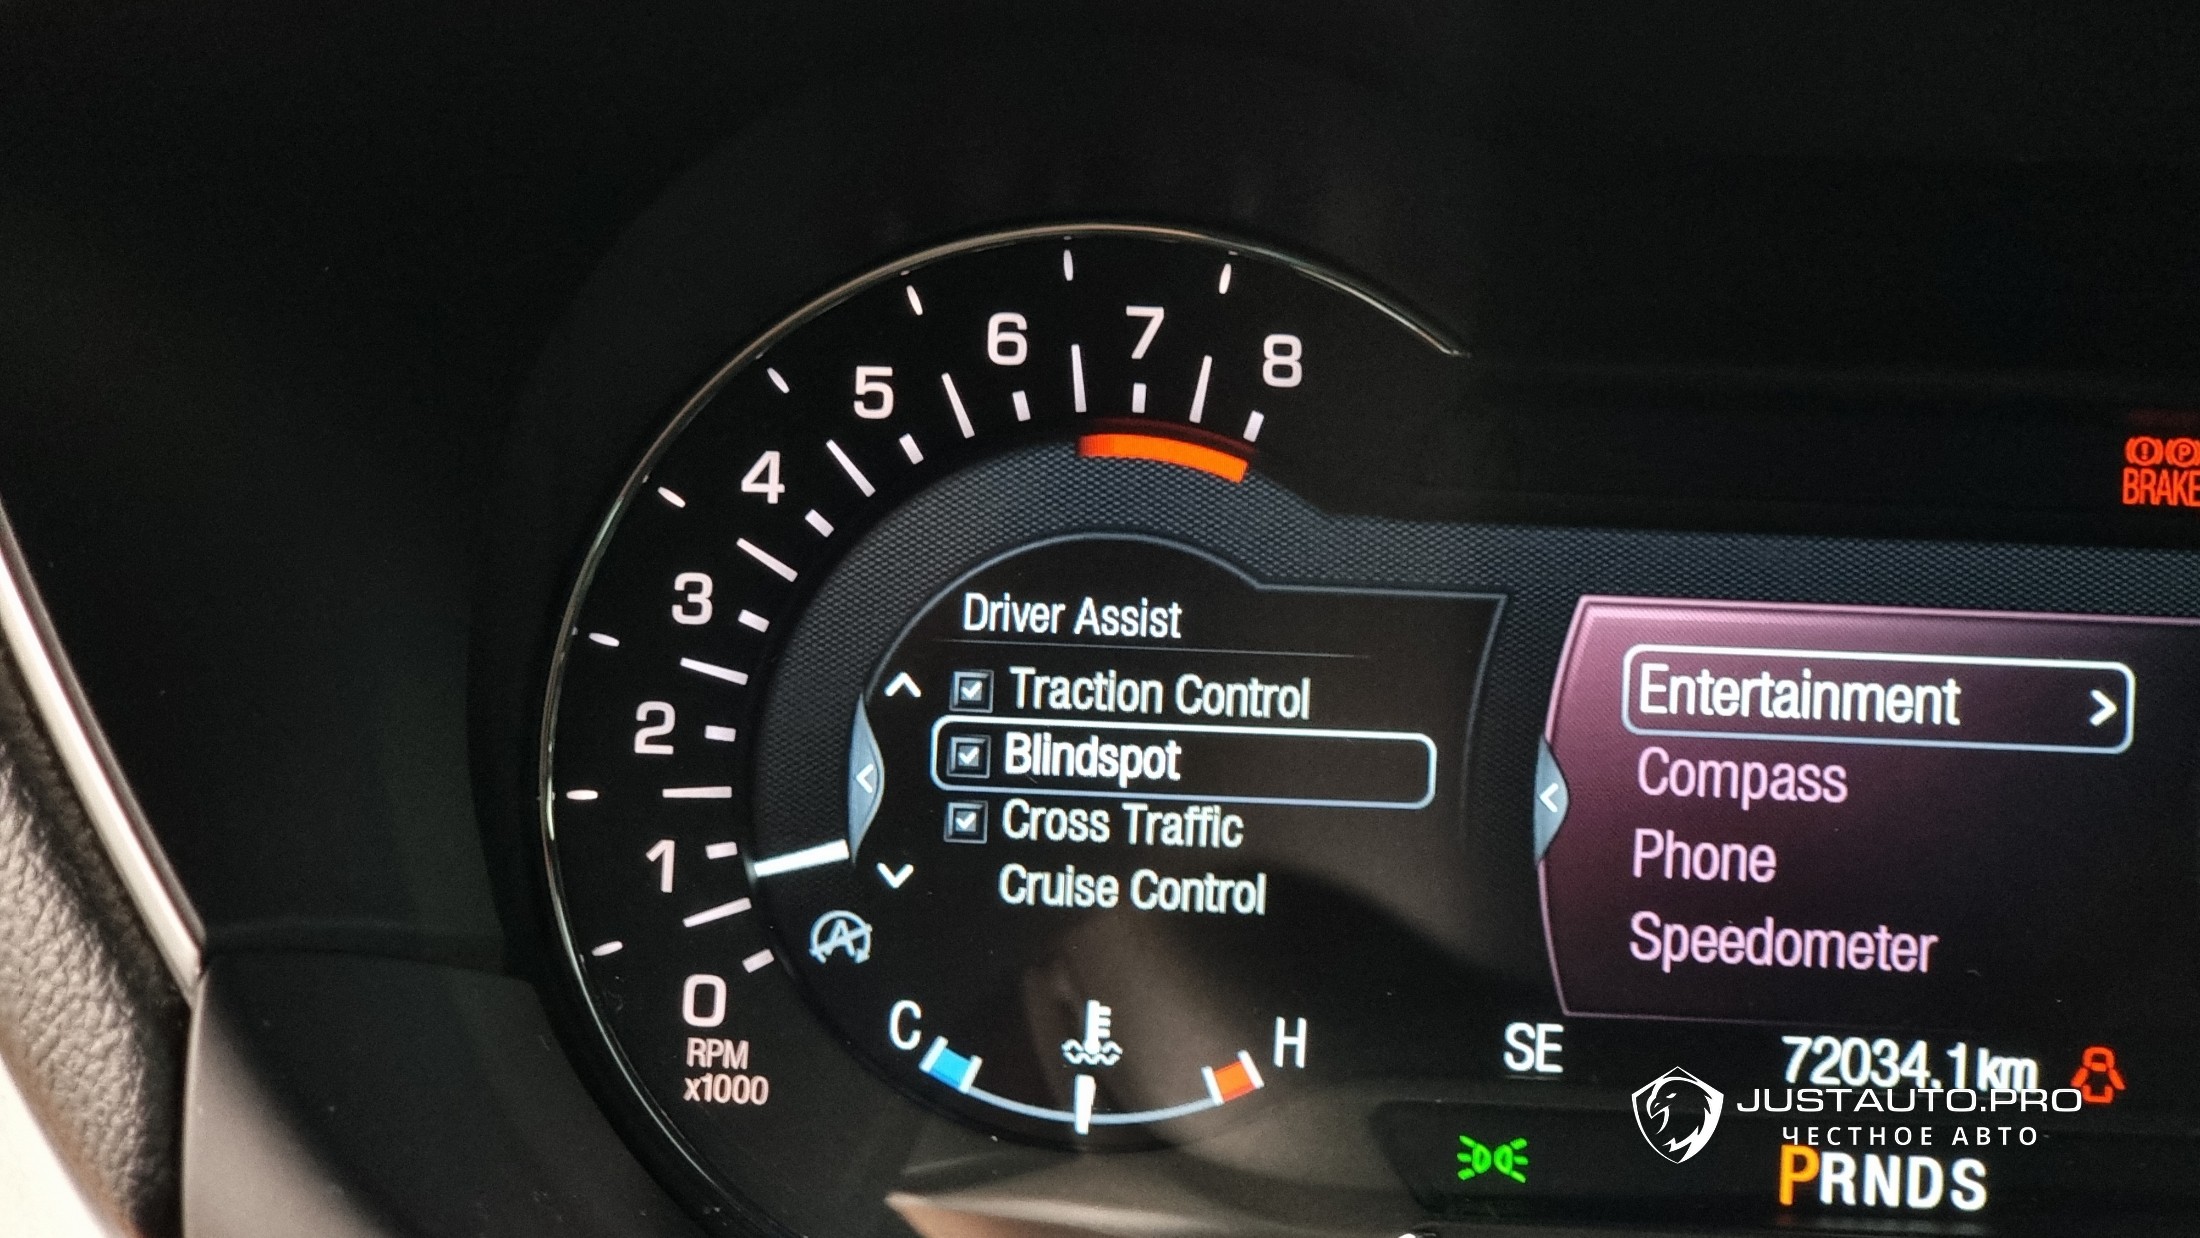 8
7
6
5
4
3
2
1
0
RPM
x1000
Driver Assist
Traction Control
Blindspot
Cross Traffic
Cruise Control
C
H
BRAKE
Entertainment
Compass
Phone
Speedometer
SE
72034.1 km
JUSTAUTO.PRO
ЧЕСТНОЕ АВТО
PRNDS